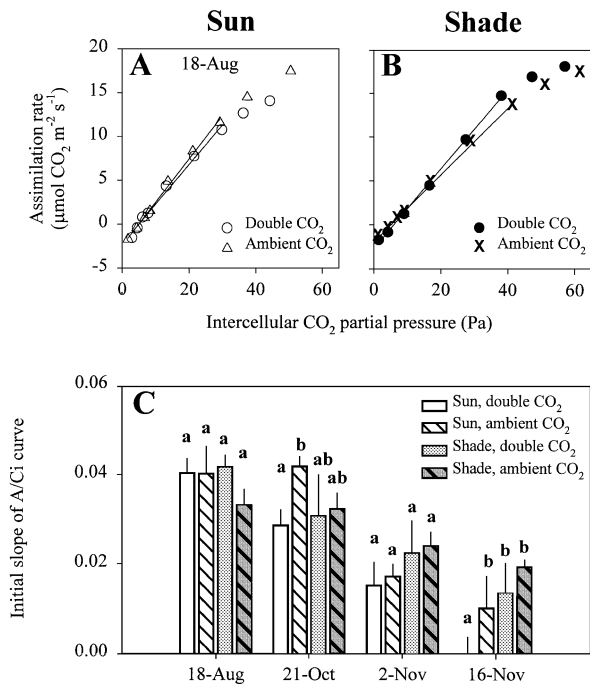 Sun Shade
A 18-Aug B
20
15
10
5
0
-5
Assimilation rate
(μmol CO₂ m⁻² s⁻¹)
Double CO₂
Ambient CO₂
Double CO₂
Ambient CO₂
0 20 40 60 0 20 40 60
Intercellular CO₂ partial pressure (Pa)
C
0.06
0.04
0.02
0.00
Initial slope of A/Ci curve
Sun, double CO₂
Sun, ambient CO₂
Shade, double CO₂
Shade, ambient CO₂
a a a a
a b ab ab
a a a a
a b b b
18-Aug 21-Oct 2-Nov 16-Nov